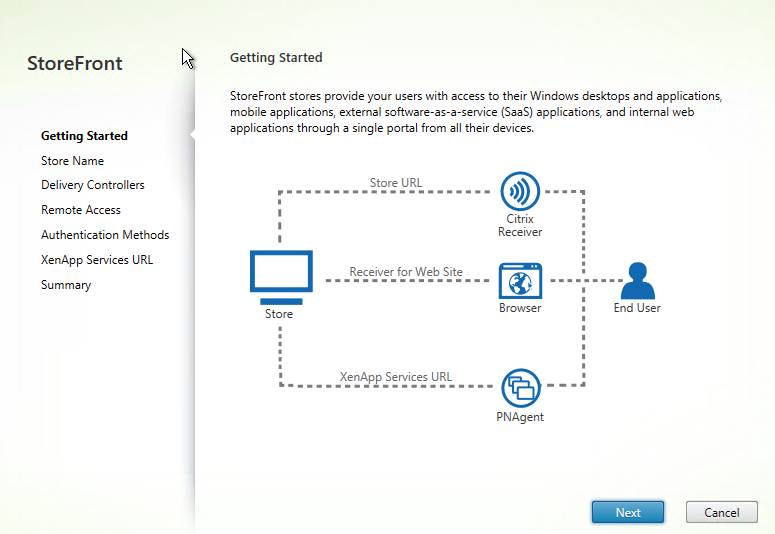 StoreFront
Getting Started
Store Name
Delivery Controllers
Remote Access
Authentication Methods
XenApp Services URL
Summary
Getting Started
StoreFront stores provide your users with access to their Windows desktops and applications,
mobile applications, external software-as-a-service (SaaS) applications, and internal web
applications through a single portal from all their devices.
Store URL
Citrix
Receiver
Receiver for Web Site
Store
Browser
End User
XenApp Services URL
PNAgent
Next
Cancel